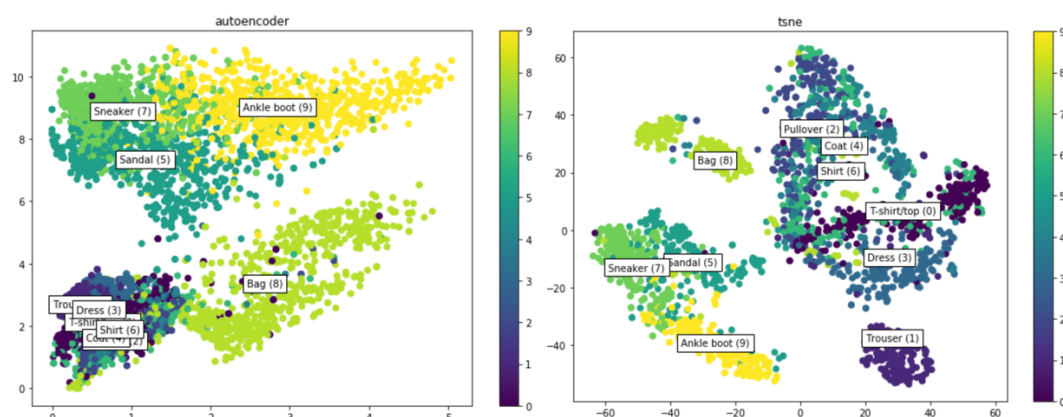 autoencoder
10
8
6
4
2
0
0 1 2 3 4 5
Sneaker (7)
Ankle boot (9)
Sandal (5)
Bag (8)
Dress (3)
Shirt (6)
9
8
7
6
5
4
3
2
1
0
tsne
60
40
20
0
−20
−40
−60 −40 −20 0 20 40 60
Pullover (2)
Coat (4)
Bag (8)
Shirt (6)
T-shirt/top (0)
Dress (3)
Sandal (5)
Sneaker (7)
Trouser (1)
Ankle boot (9)